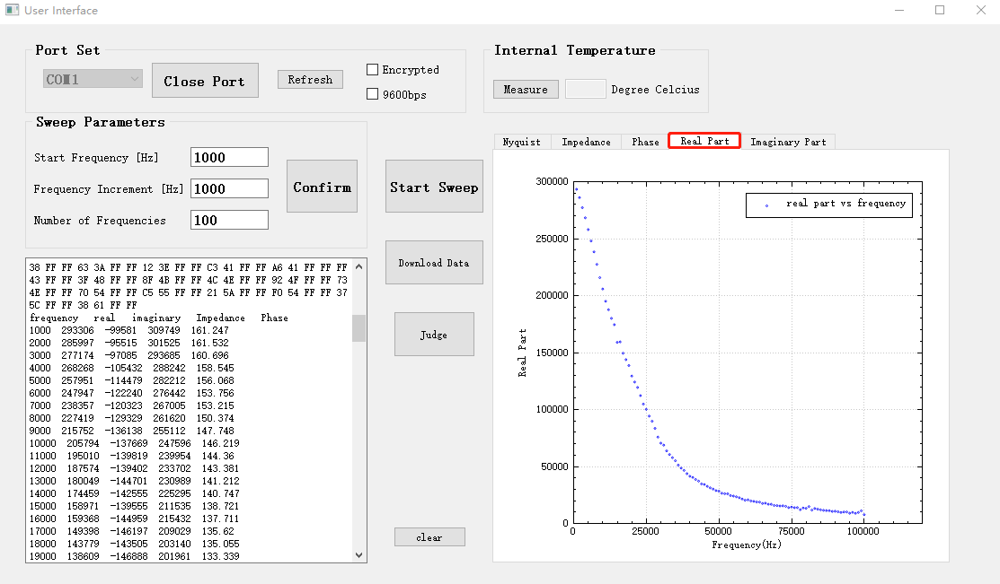 User Interface
Port Set
COM1
Close Port
Refresh
Encrypted
9600bps
Internal Temperature
Measure
Degree Celcius
Sweep Parameters
Start Frequency [Hz]
1000
Frequency Increment [Hz]
1000
Number of Frequencies
100
Confirm
Start Sweep
Download Data
Judge
clear
38 FF FF 63 3A FF FF 12 3E FF FF C3 41 FF FF A6 41 FF FF FF
43 FF FF 3F 48 FF FF 8F 4B FF FF 4C 4E FF FF 92 4F FF FF 73
4E FF FF 70 54 FF FF C5 55 FF FF 21 5A FF FF F0 54 FF FF 37
5C FF FF 38 61 FF FF
frequency real imaginary Impedance Phase
1000 293306 -99581 309749 161.247
2000 285997 -95515 301525 161.532
3000 277174 -97085 293685 160.696
4000 268268 -105432 288242 158.545
5000 257951 -114479 282212 156.068
6000 247947 -122240 276442 153.756
7000 238357 -120323 267005 153.215
8000 227419 -129329 261620 150.374
9000 215752 -136138 255112 147.748
10000 205794 -137669 247596 146.219
11000 195010 -139819 239954 144.36
12000 187574 -139402 233702 143.381
13000 180049 -144701 230989 141.212
14000 174459 -142555 225295 140.747
15000 158971 -139555 211535 138.721
16000 159368 -144959 215432 137.711
17000 149398 -146197 209029 135.62
18000 143779 -143505 203140 135.055
19000 138609 -146888 201961 133.339
Nyquist Impedance Phase Real Part Imaginary Part
real part vs frequency
300000
250000
200000
150000
100000
50000
0
Real Part
0 25000 50000 75000 100000
Frequency(Hz)